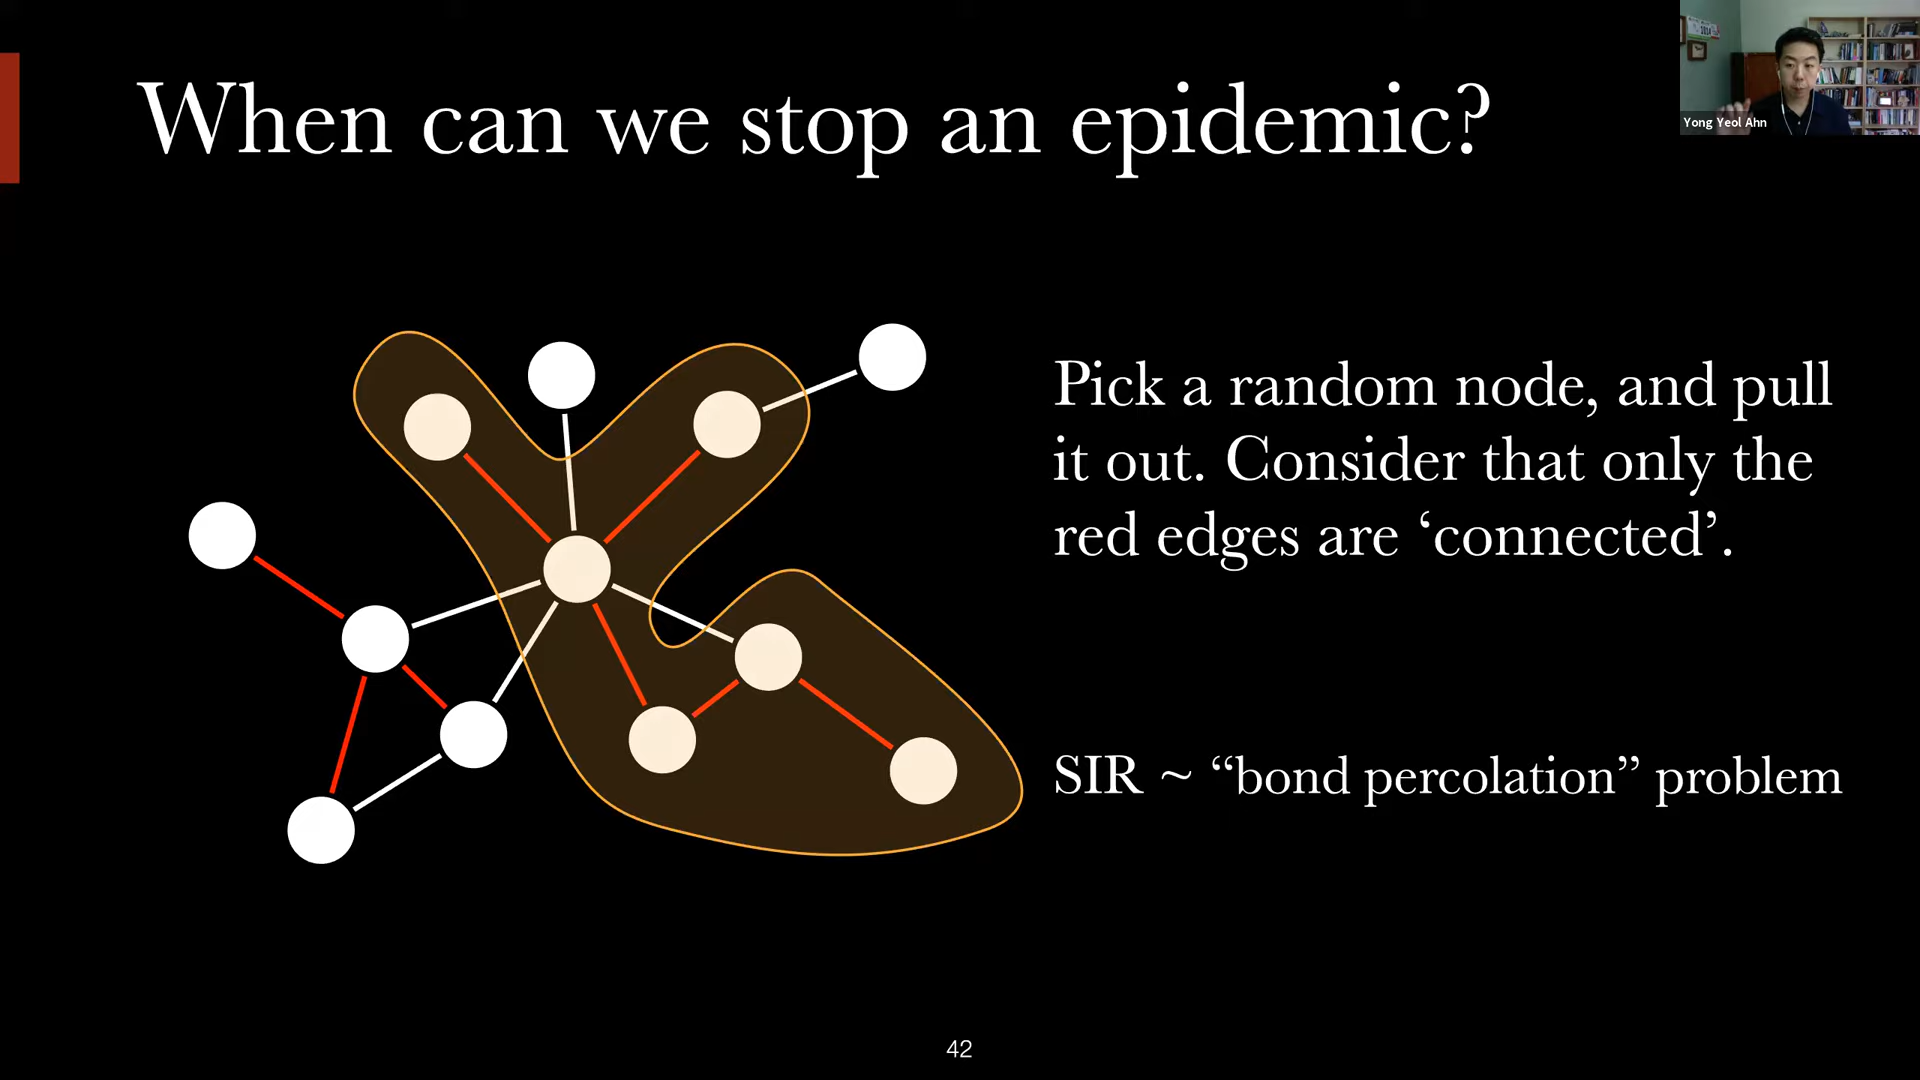 When can we stop an epidemic?
Yong Yeol Ahn
Pick a random node, and pull
it out. Consider that only the
red edges are ‘connected’.
SIR ~ “bond percolation” problem
42